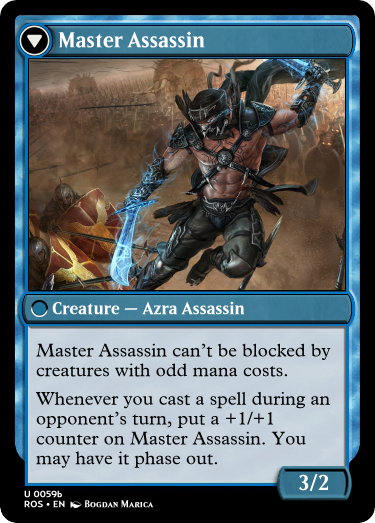 Master Assassin
Creature — Azra Assassin
Master Assassin can't be blocked by
creatures with odd mana costs.
Whenever you cast a spell during an
opponent's turn, put a +1/+1
counter on Master Assassin. You
may have it phase out.
3/2
U 0059b
ROS • EN Bogdan Marica